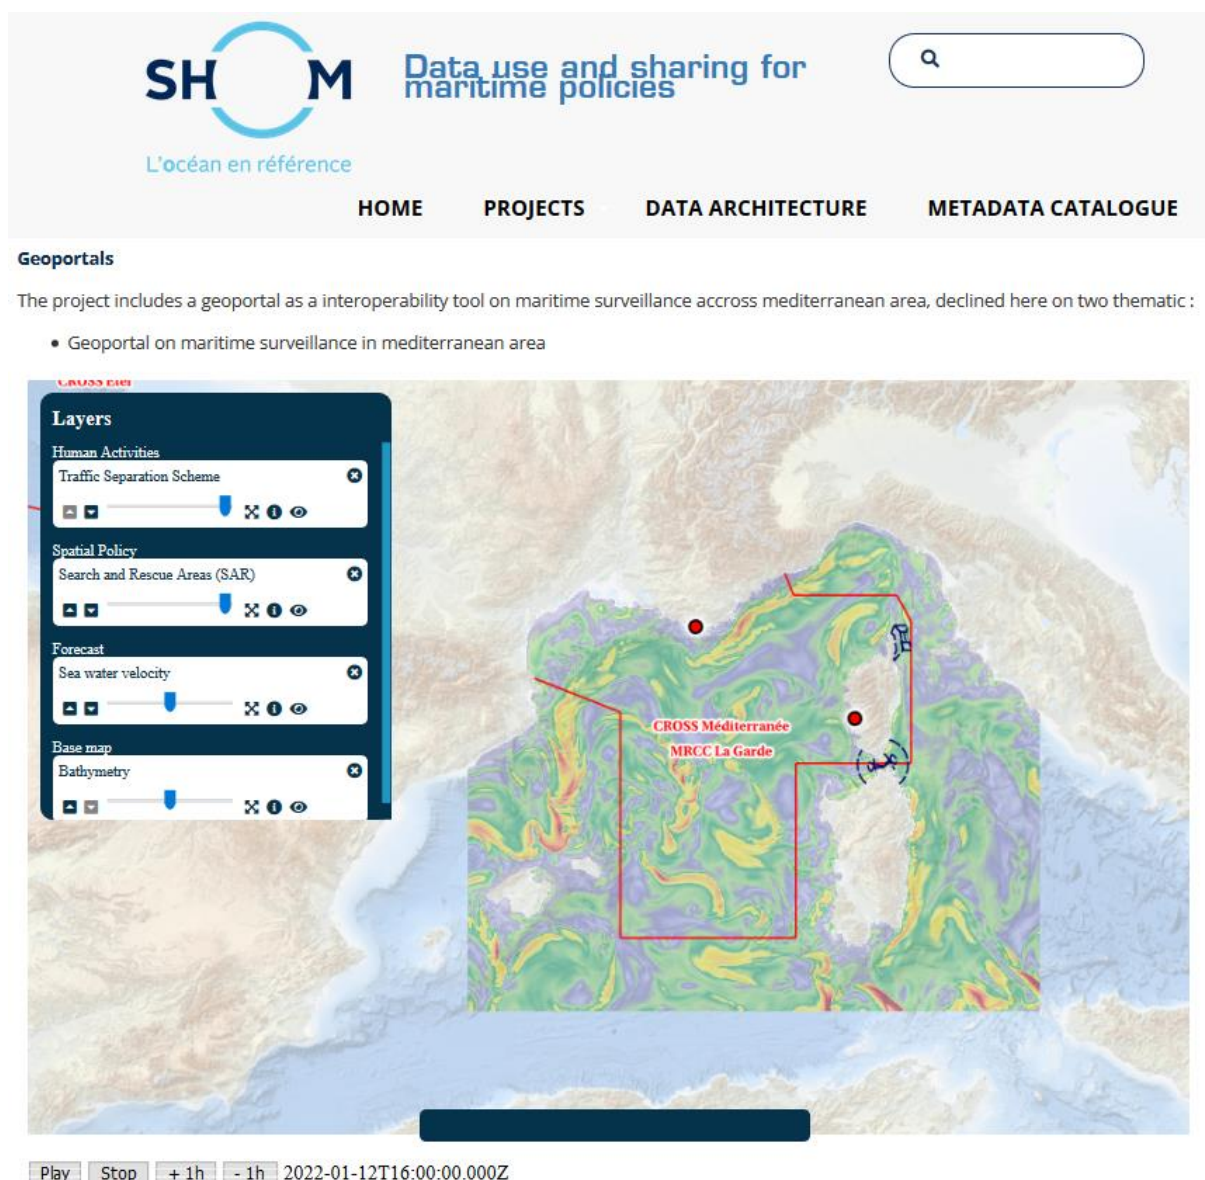 SHOM
Data use and sharing for
maritime policies
L'océan en référence
HOME PROJECTS DATA ARCHITECTURE METADATA CATALOGUE
Geoportals
The project includes a geoportal as a interoperability tool on maritime surveillance accross mediterranean area, declined here on two thematic :
• Geoportal on maritime surveillance in mediterranean area
CROSS Etel
Layers
Human Activities
Traffic Separation Scheme
Spatial Policy
Search and Rescue Areas (SAR)
Forecast
Sea water velocity
Base map
Bathymetry
CROSS Méditerranée
MRCC La Garde
Play Stop + 1h - 1h 2022-01-12T16:00:00.000Z